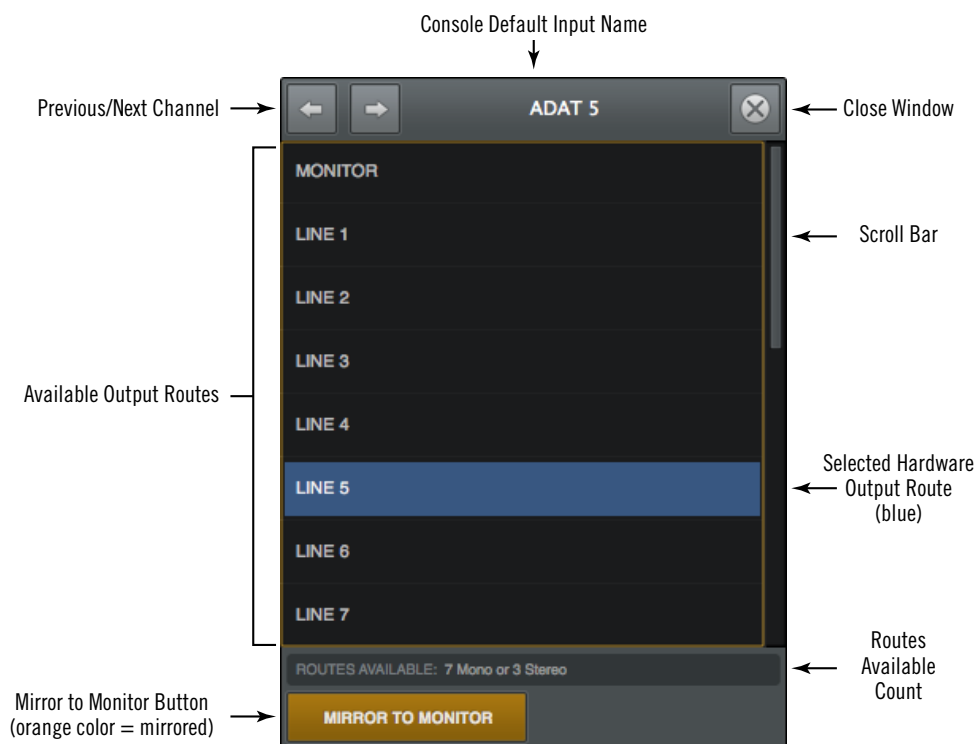 Console Default Input Name
Previous/Next Channel
ADAT 5
Close Window
MONITOR
LINE 1
Scroll Bar
LINE 2
LINE 3
Available Output Routes
LINE 4
Selected Hardware
Output Route
(blue)
LINE 5
LINE 6
LINE 7
Routes
Available
Count
ROUTES AVAILABLE: 7 Mono or 3 Stereo
Mirror to Monitor Button
(orange color = mirrored)
MIRROR TO MONITOR